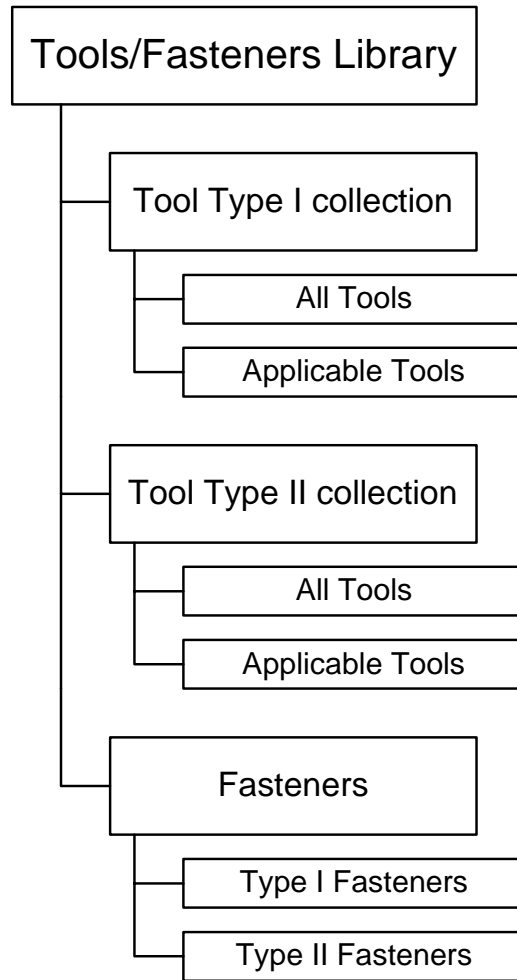 Tools/Fasteners Library
Tool Type I collection
All Tools
Applicable Tools
Tool Type II collection
All Tools
Applicable Tools
Fasteners
Type I Fasteners
Type II Fasteners